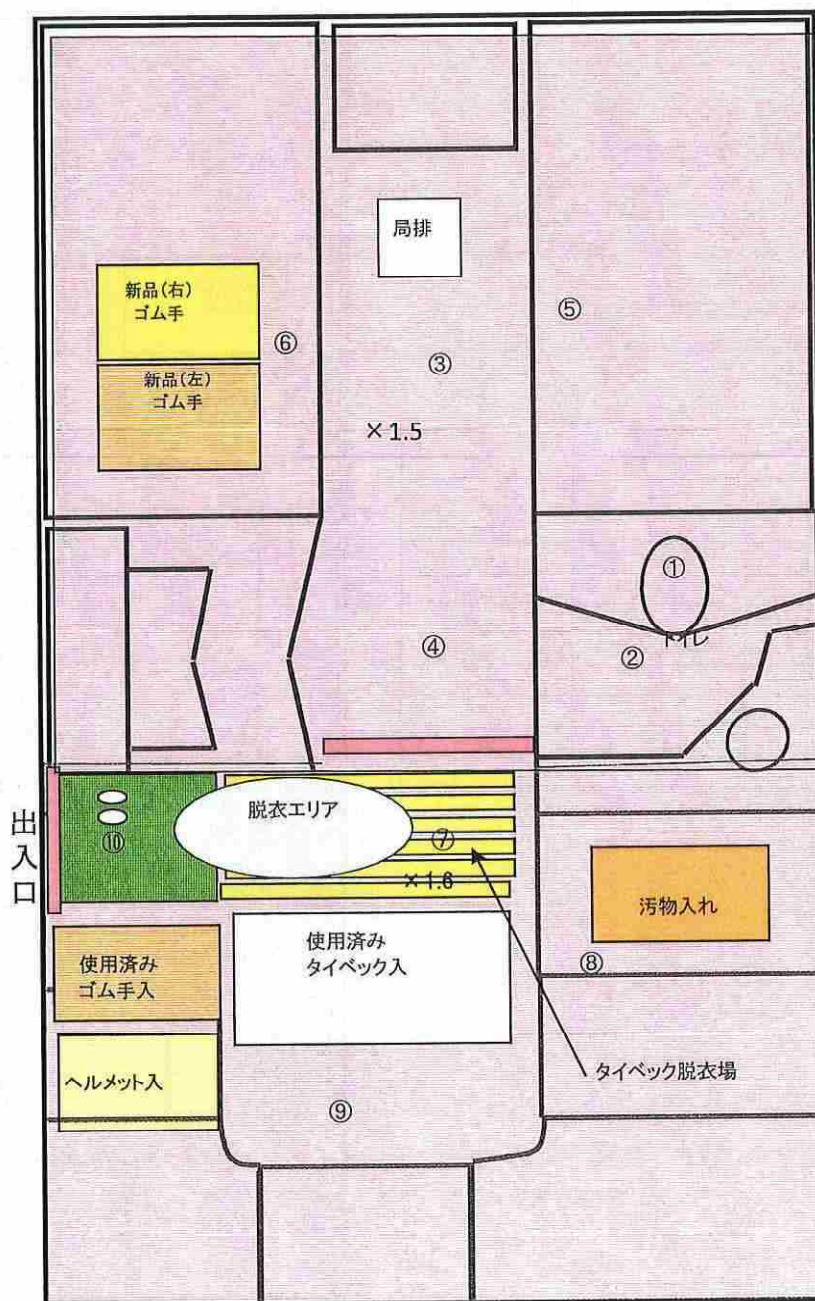 局排
新品(右)
ゴム手
⑤
⑥
③
新品(左)
ゴム手
×1.5
①
④
②
トイレ
出入口
脱衣エリア
⑩
⑦
×1.6
汚物入れ
使用済み
タイベック入
使用済み
ゴム手入
⑧
ヘルメット入
タイベック脱衣場
⑨